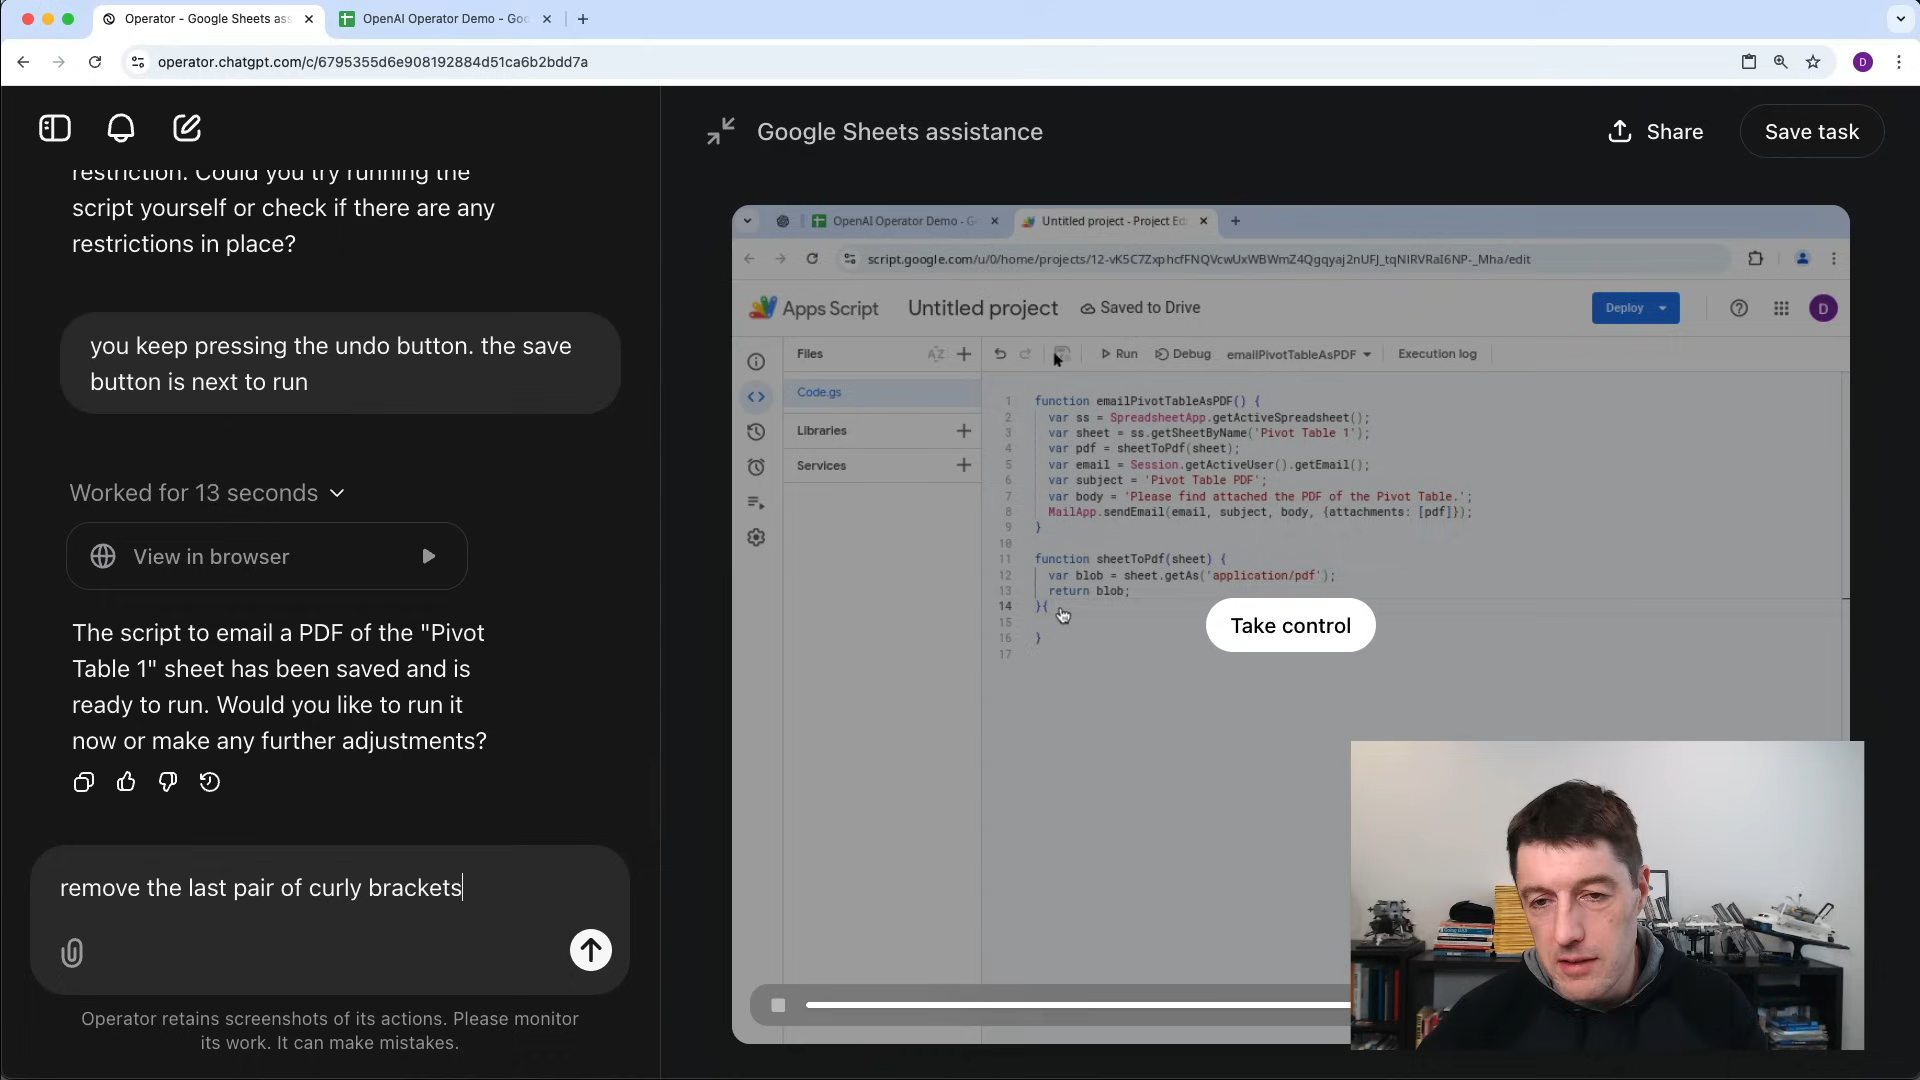 Operator - Google Sheets ass
OpenAI Operator Demo - Goo
operator.chatgpt.com/c/6795355d6e908192884d51ca6b2bdd7a
D
restriction. Could you try running the
script yourself or check if there are any
restrictions in place?
you keep pressing the undo button. the save
button is next to run
Worked for 13 seconds
View in browser
The script to email a PDF of the "Pivot
Table 1" sheet has been saved and is
ready to run. Would you like to run it
now or make any further adjustments?
remove the last pair of curly brackets
Operator retains screenshots of its actions. Please monitor
its work. It can make mistakes.
Google Sheets assistance
Share
Save task
OpenAI Operator Demo - G
Untitled project - Project Ed
script.google.com/u/0/home/projects/12-vK5C7ZxphcfFNQVcwUxWBWmZ4Qgqyaj2nUFJ_tqNlRVRaI6NP-_Mha/edit
Apps Script
Untitled project
Saved to Drive
Deploy
D
Files
AZ
Run
Debug
emailPivotTableAsPDF
Execution log
Code.gs
Libraries
Services
1 function emailPivotTableAsPDF() {
2 var ss = SpreadsheetApp.getActiveSpreadsheet();
3 var sheet = ss.getSheetByName('Pivot Table 1');
4 var pdf = sheetToPdf(sheet);
5 var email = Session.getActiveUser().getEmail();
6 var subject = 'Pivot Table PDF';
7 var body = 'Please find attached the PDF of the Pivot Table.';
8 MailApp.sendEmail(email, subject, body, {attachments: [pdf]});
9 }
10
11 function sheetToPdf(sheet) {
12 var blob = sheet.getAs('application/pdf');
13 return blob;
14 }{
15
16 }
17
Take control